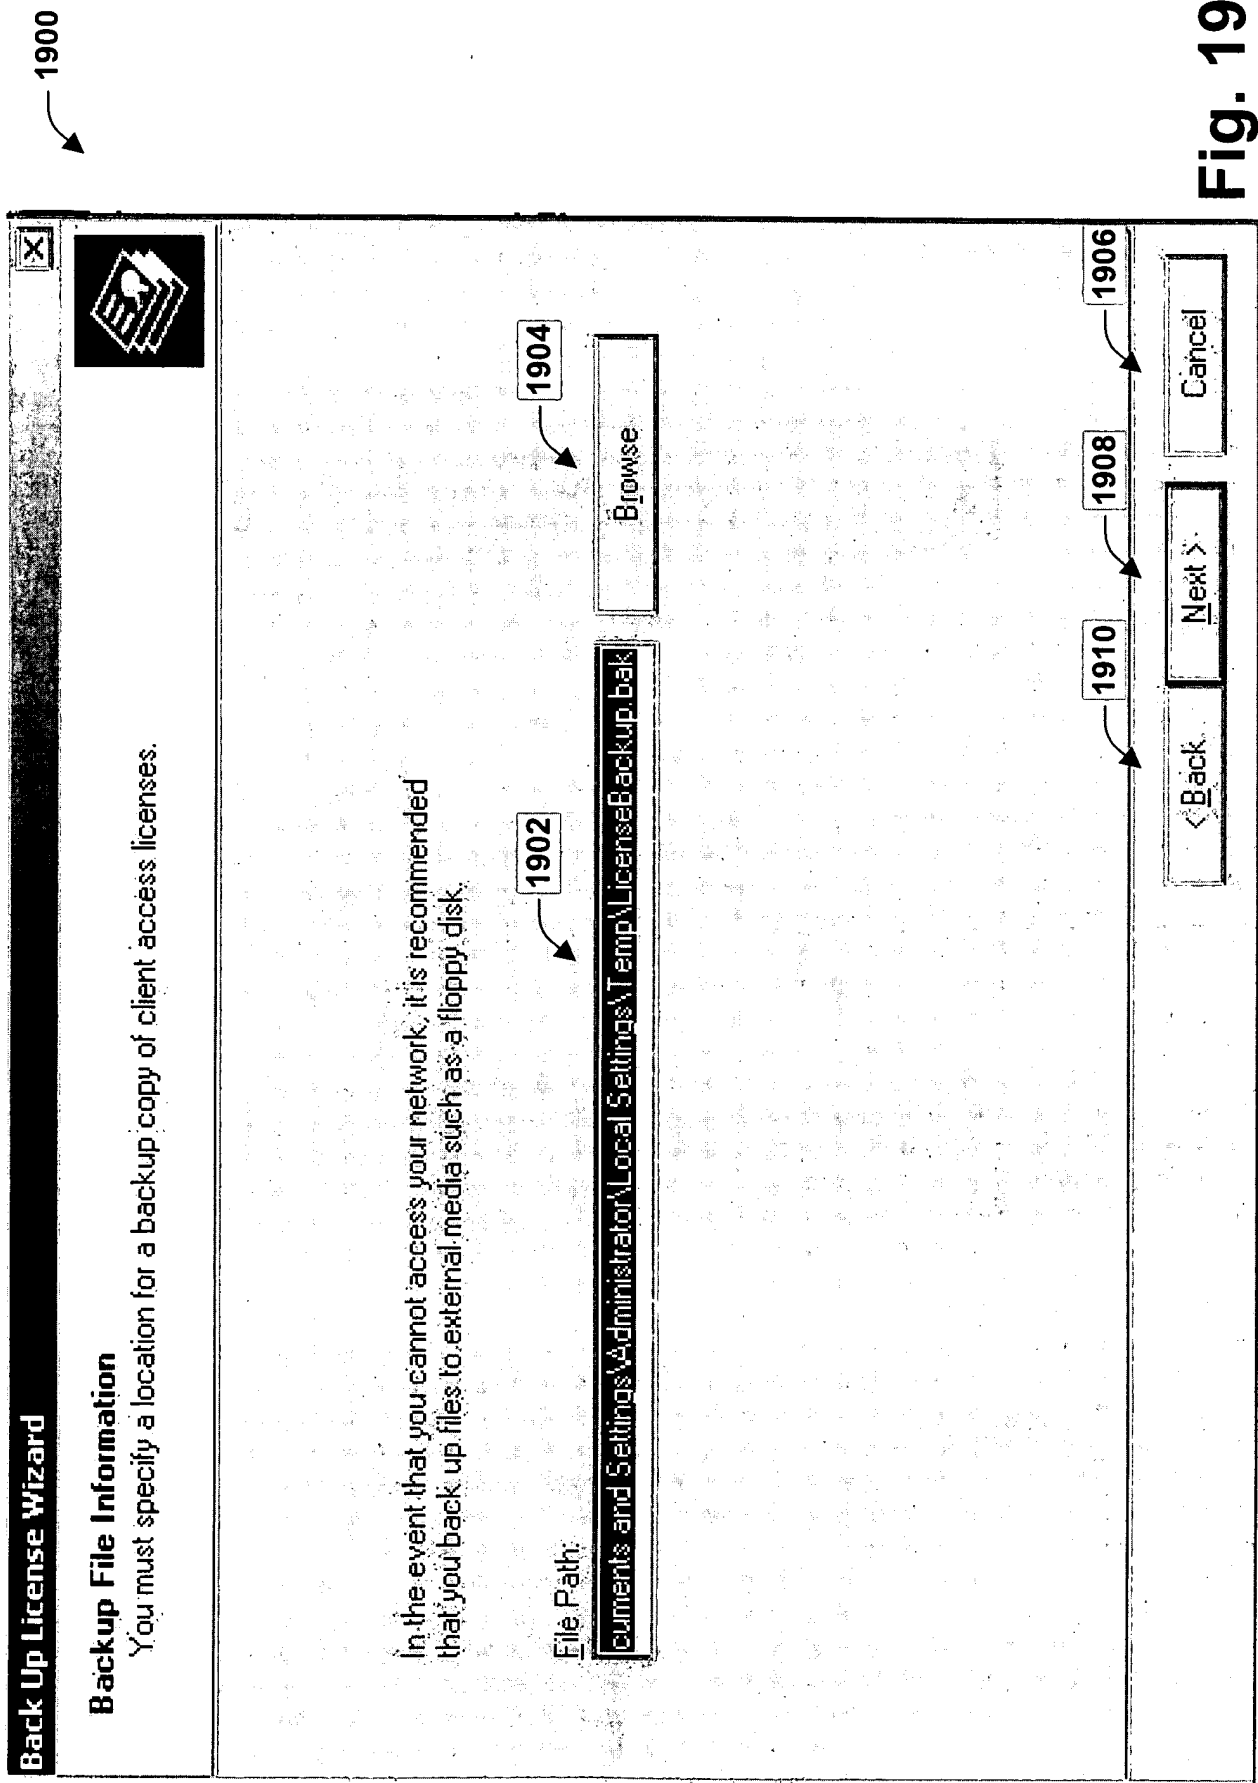 1900
Back Up License Wizard
X
Backup File Information
You must specify a location for a backup copy of client access licenses.
In the event that you cannot access your network, it is recommended
that you back up files to external media such as a floppy disk.
1902
1904
File Path:
cuments and Settings\Administrator\Local Settings\Temp\LicenseBackup.bak
Browse
1910
1908
1906
< Back
Next >
Cancel
Fig. 19